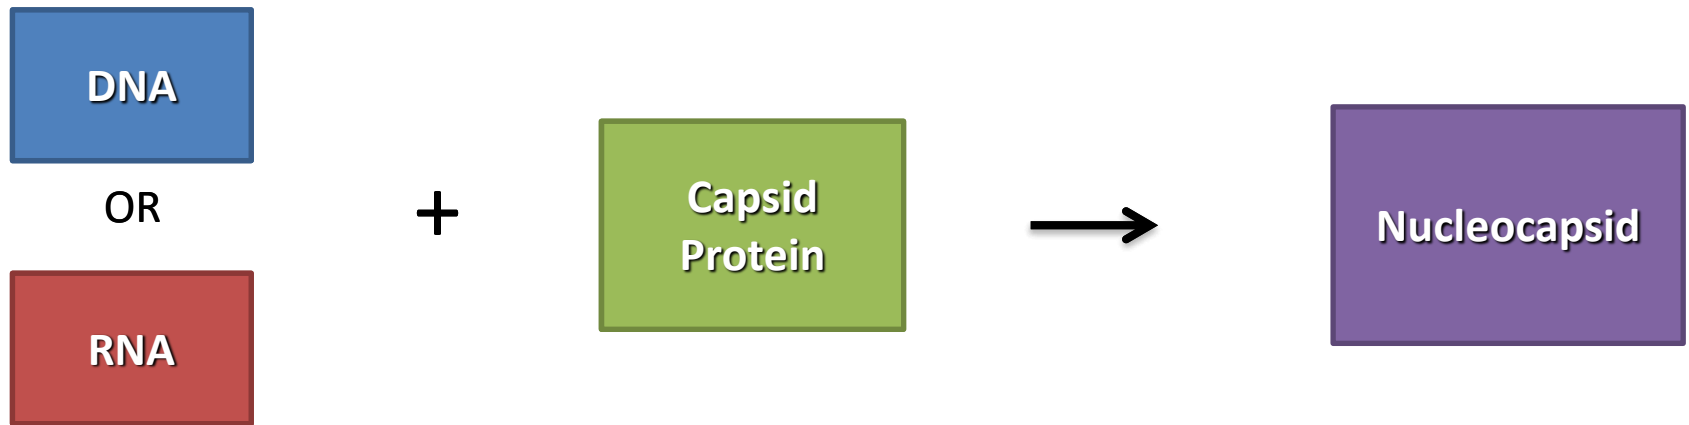 DNA
OR
RNA
+
Capsid
Protein
Nucleocapsid